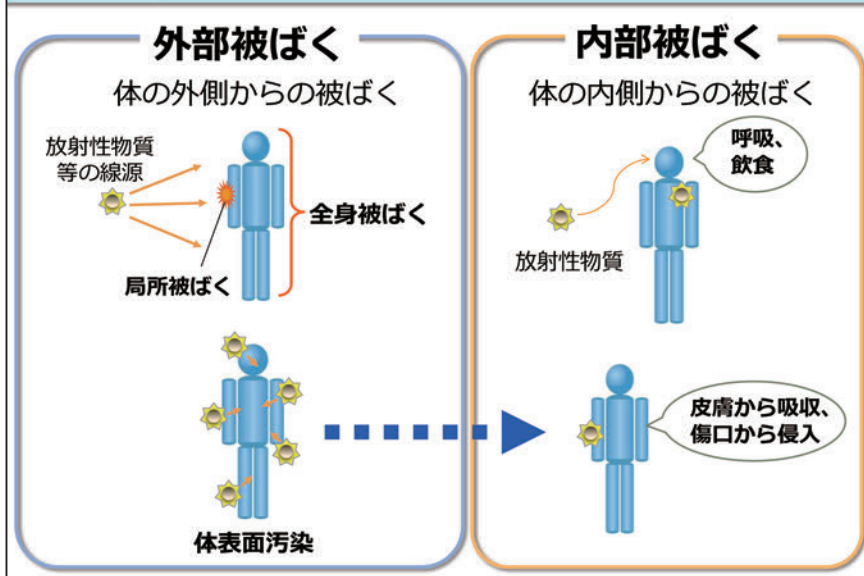 外部被ばく
体の外側からの被ばく
放射性物質
等の線源
全身被ばく
局所被ばく
体表面汚染
内部被ばく
体の内側からの被ばく
呼吸、
飲食
放射性物質
皮膚から吸収、
傷口から侵入